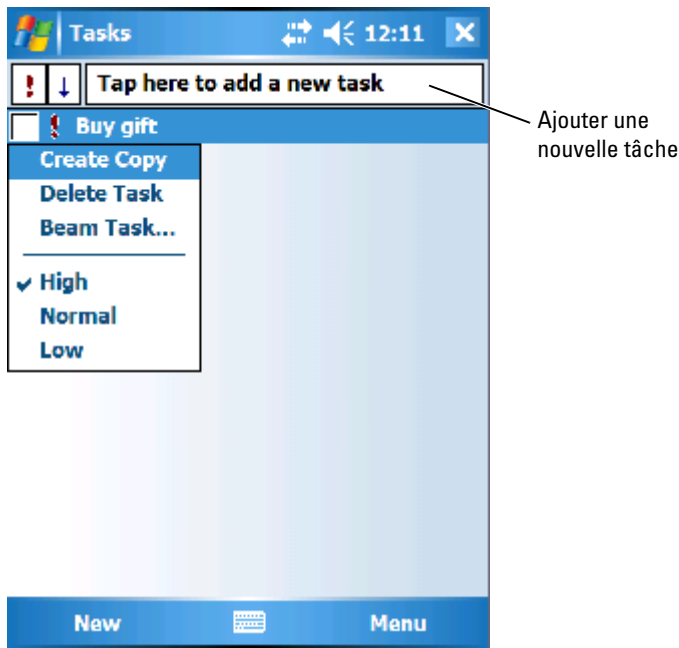 Tasks 12:11
Tap here to add a new task
Buy gift
Create Copy
Delete Task
Beam Task...
High
Normal
Low
New Menu
Ajouter une
nouvelle tâche